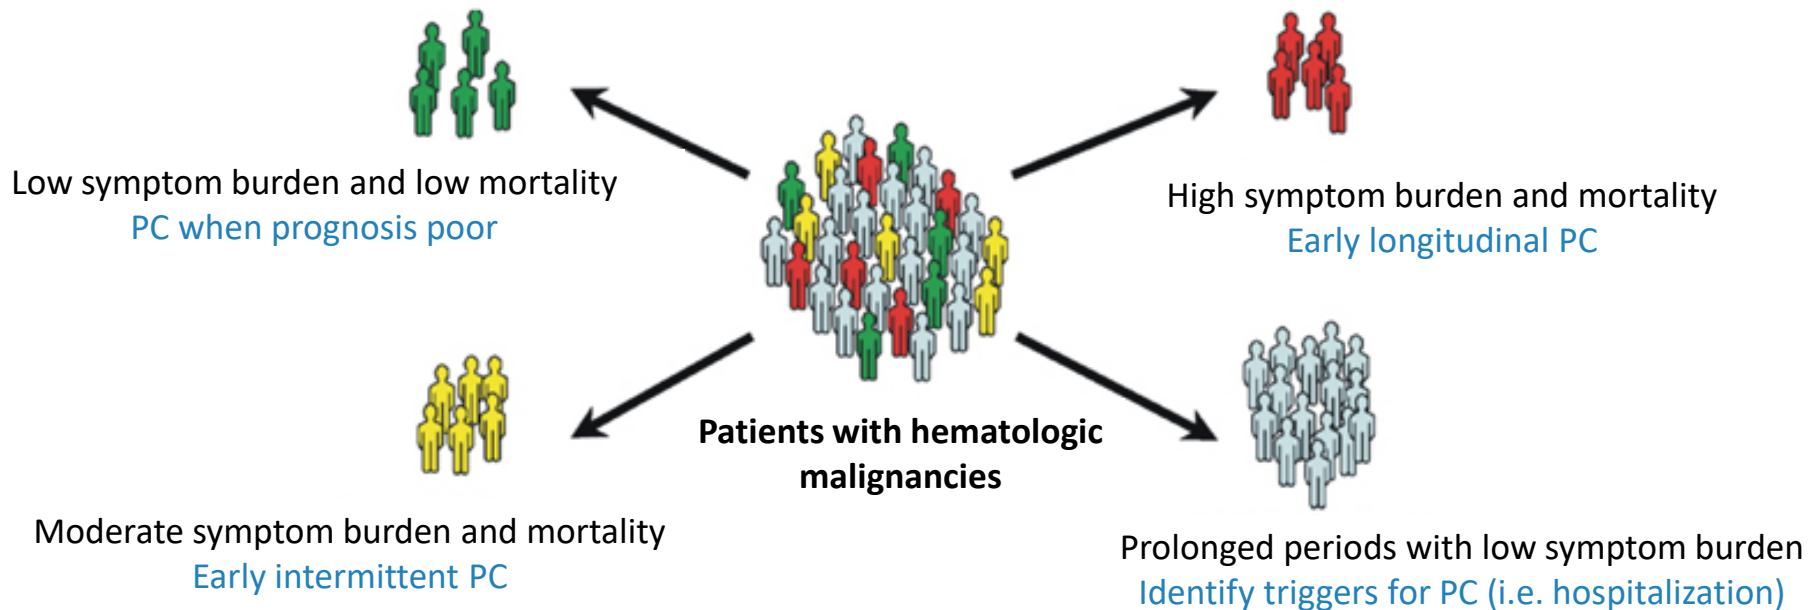 Low symptom burden and low mortality
PC when prognosis poor
High symptom burden and mortality
Early longitudinal PC
Patients with hematologic
malignancies
Moderate symptom burden and mortality
Early intermittent PC
Prolonged periods with low symptom burden
Identify triggers for PC (i.e. hospitalization)